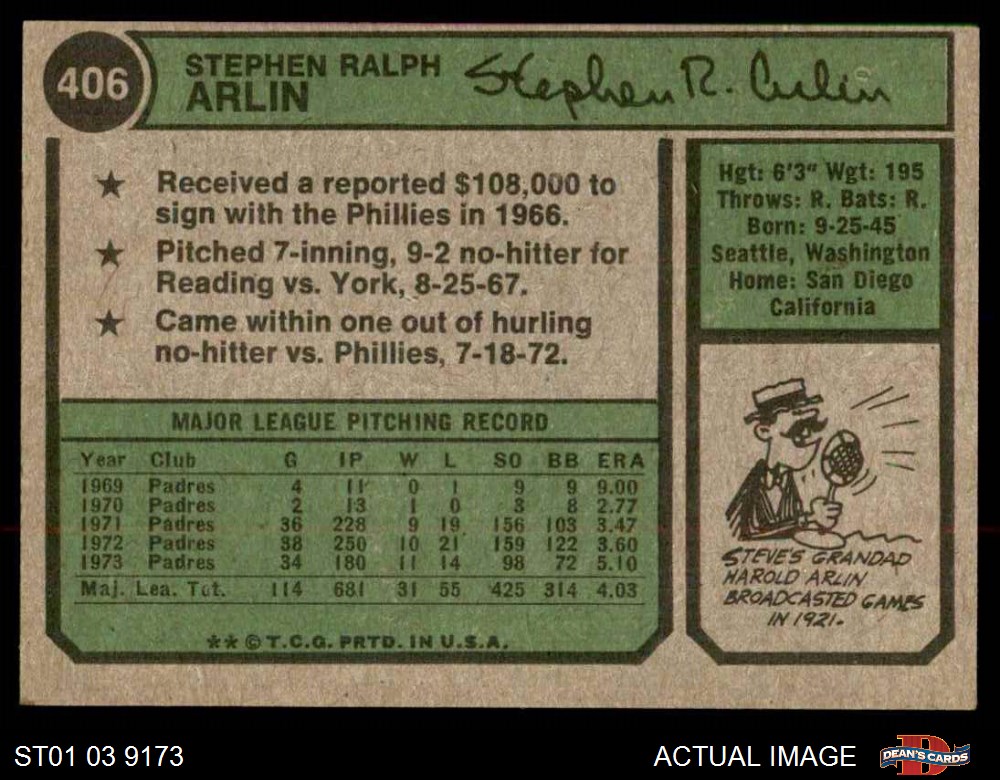 406
STEPHEN RALPH
ARLIN
Stephen R. Arlin
★ Received a reported $108,000 to
sign with the Phillies in 1966.
★ Pitched 7-inning, 9-2 no-hitter for
Reading vs. York, 8-25-67.
★ Came within one out of hurling
no-hitter vs. Phillies, 7-18-72.
Hgt: 6'3" Wgt: 195
Throws: R. Bats: R.
Born: 9-25-45
Seattle, Washington
Home: San Diego
California
MAJOR LEAGUE PITCHING RECORD
Year Club G IP W L SO BB ERA
1969 Padres 4 11 0 1 9 9 9.00
1970 Padres 2 13 1 0 3 8 2.77
1971 Padres 36 228 9 19 156 103 3.47
1972 Padres 38 250 10 21 159 122 3.60
1973 Padres 34 180 11 14 98 72 5.10
Maj. Lea. Tot. 114 681 31 55 425 314 4.03
STEVE'S GRANDAD
HAROLD ARLIN
BROADCASTED GAMES
IN 1921.
** © T.C.G. PRTD. IN U.S.A.
ST01 03 9173
ACTUAL IMAGE
D
DEAN'S CARDS